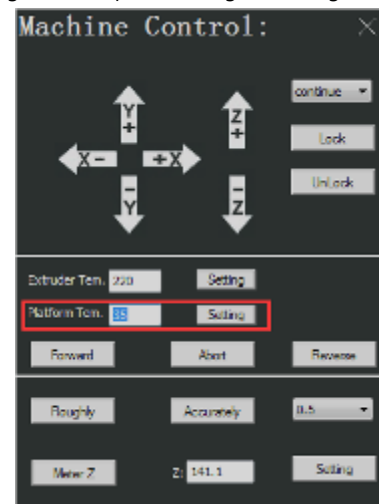 Machine Control:
continue
Y+
Z+
Lock
X- +X
UnLock
-Y
-Z
Extruder Tem. 220 Setting
Platform Tem. Setting
Forward Abort Reverse
Roughly Accurately 0.5
Meter Z Z: 141.1 Setting